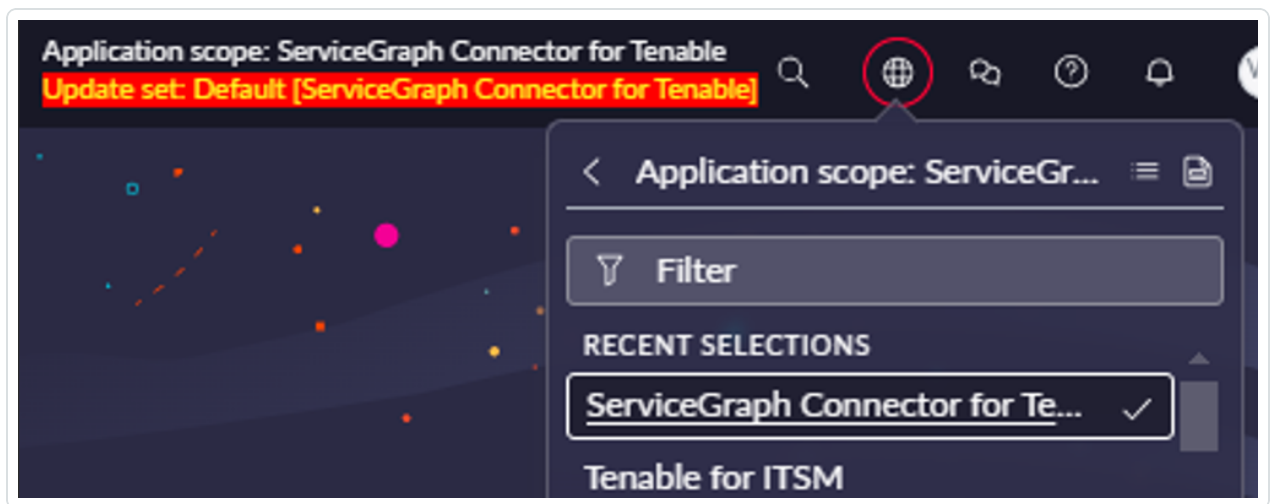 Application scope: ServiceGraph Connector for Tenable
Update set: Default [ServiceGraph Connector for Tenable]
Application scope: ServiceGr...
Filter
RECENT SELECTIONS
ServiceGraph Connector for Te...
Tenable for ITSM